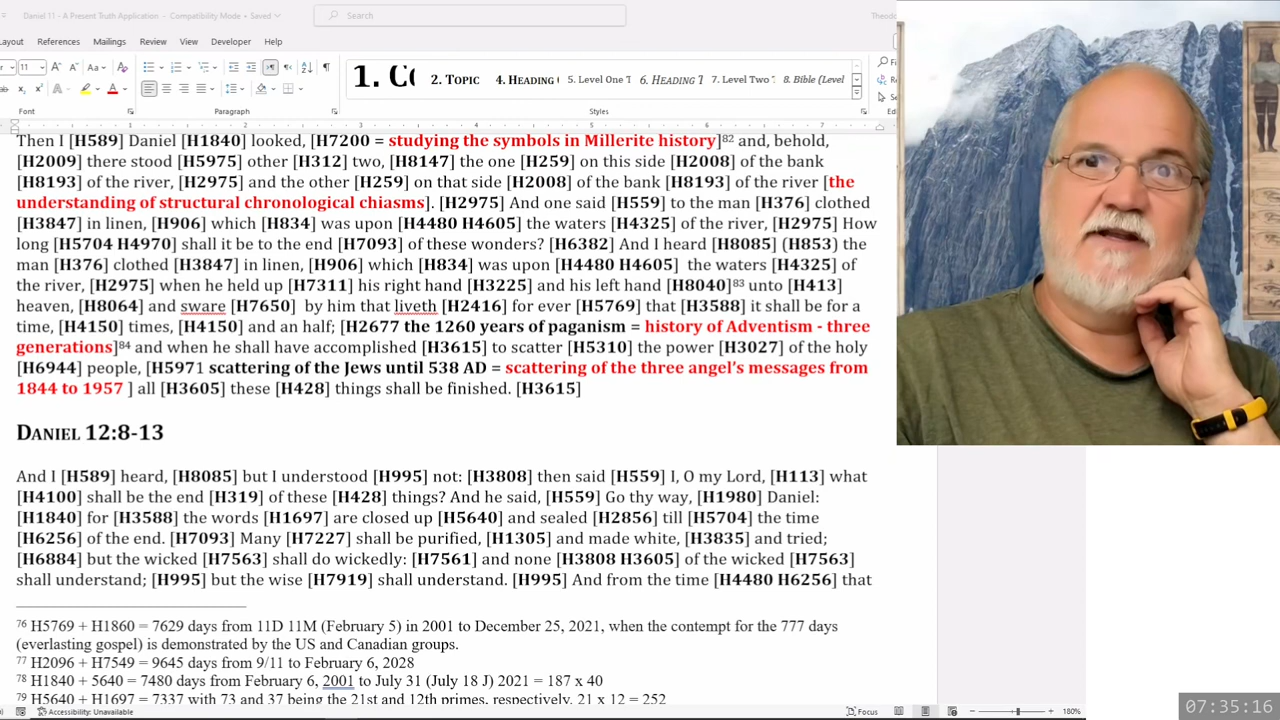 Daniel 11 - A Present Truth Application - Compatibility Mode • Saved
Search
Theodo
ayout References Mailings Review View Developer Help
11
Aa
1. Co 2. Topic 4. Heading 5. Level One T 6. Heading T 7. Level Two T 8. Bible (Level
Font Paragraph Styles
Then I [H589] Daniel [H1840] looked, [H7200 = studying the symbols in Millerite history]82 and, behold,
[H2009] there stood [H5975] other [H312] two, [H8147] the one [H259] on this side [H2008] of the bank
[H8193] of the river, [H2975] and the other [H259] on that side [H2008] of the bank [H8193] of the river [the
understanding of structural chronological chiasms]. [H2975] And one said [H559] to the man [H376] clothed
[H3847] in linen, [H906] which [H834] was upon [H4480 H4605] the waters [H4325] of the river, [H2975] How
long [H5704 H4970] shall it be to the end [H7093] of these wonders? [H6382] And I heard [H8085] (H853) the
man [H376] clothed [H3847] in linen, [H906] which [H834] was upon [H4480 H4605] the waters [H4325] of
the river, [H2975] when he held up [H7311] his right hand [H3225] and his left hand [H8040]83 unto [H413]
heaven, [H8064] and sware [H7650] by him that liveth [H2416] for ever [H5769] that [H3588] it shall be for a
time, [H4150] times, [H4150] and an half; [H2677 the 1260 years of paganism = history of Adventism - three
generations]84 and when he shall have accomplished [H3615] to scatter [H5310] the power [H3027] of the holy
[H6944] people, [H5971 scattering of the Jews until 538 AD = scattering of the three angel's messages from
1844 to 1957 ] all [H3605] these [H428] things shall be finished. [H3615]
Daniel 12:8-13
And I [H589] heard, [H8085] but I understood [H995] not: [H3808] then said [H559] I, O my Lord, [H113] what
[H4100] shall be the end [H319] of these [H428] things? And he said, [H559] Go thy way, [H1980] Daniel:
[H1840] for [H3588] the words [H1697] are closed up [H5640] and sealed [H2856] till [H5704] the time
[H6256] of the end. [H7093] Many [H7227] shall be purified, [H1305] and made white, [H3835] and tried;
[H6884] but the wicked [H7563] shall do wickedly: [H7561] and none [H3808 H3605] of the wicked [H7563]
shall understand; [H995] but the wise [H7919] shall understand. [H995] And from the time [H4480 H6256] that
76 H5769 + H1860 = 7629 days from 11D 11M (February 5) in 2001 to December 25, 2021, when the contempt for the 777 days
(everlasting gospel) is demonstrated by the US and Canadian groups.
77 H2096 + H7549 = 9645 days from 9/11 to February 6, 2028
78 H1840 + 5640 = 7480 days from February 6, 2001 to July 31 (July 18 J) 2021 = 187 x 40
79 H5640 + H1697 = 7337 with 73 and 37 being the 21st and 12th primes, respectively. 21 x 12 = 252
Accessibility: Unavailable Focus 180%
07:35:16